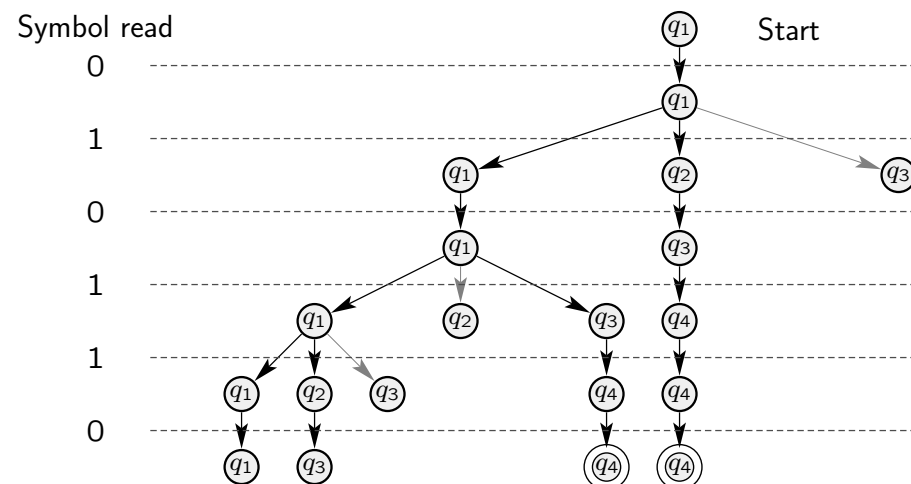 Symbol read q1 Start
0
q1
1
q1 q2 q3
0
q1 q3
1
q1 q2 q3 q4
1
q1 q2 q3 q4 q4
0
q1 q3 q4 q4